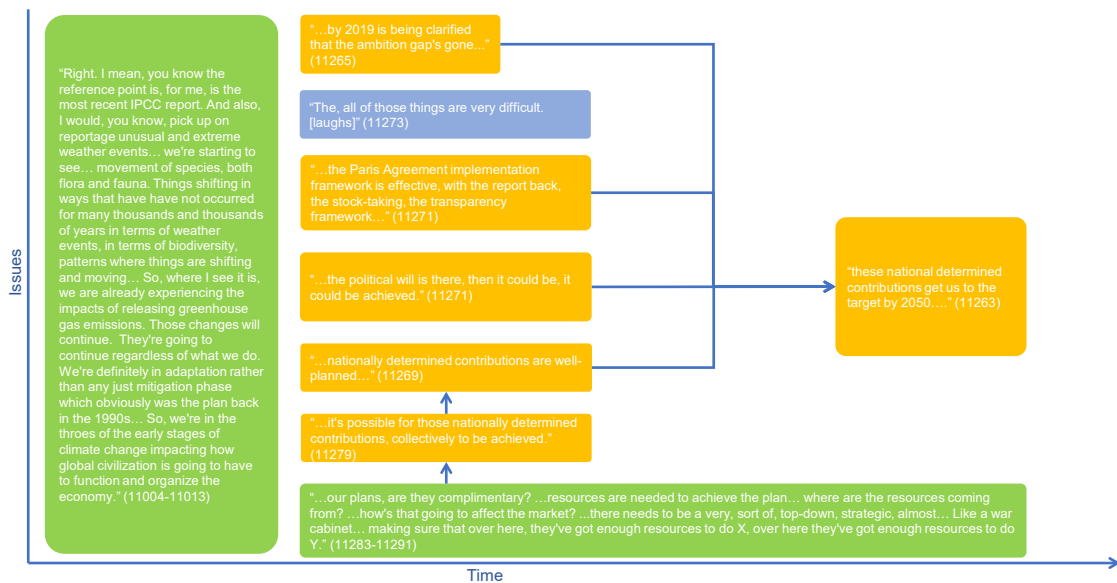 Issues
“Right. I mean, you know the
reference point is, for me, is the
most recent IPCC report. And also,
I would, you know, pick up on
reportage unusual and extreme
weather events… we're starting to
see… movement of species, both
flora and fauna. Things shifting in
ways that have have not occurred
for many thousands and thousands
of years in terms of weather
events, in terms of biodiversity,
patterns where things are shifting
and moving… So, where I see it is,
we are already experiencing the
impacts of releasing greenhouse
gas emissions. Those changes will
continue. They're going to
continue regardless of what we do.
We're definitely in adaptation rather
than any just mitigation phase
which obviously was the plan back
in the 1990s… So, we're in the
throes of the early stages of
climate change impacting how
global civilization is going to have
to function and organize the
economy.” (11004-11013)
“…by 2019 is being clarified
that the ambition gap's gone...”
(11265)
“The, all of those things are very difficult.
[laughs]” (11273)
“…the Paris Agreement implementation
framework is effective, with the report back,
the stock-taking, the transparency
framework…” (11271)
“…the political will is there, then it could be, it
could be achieved.” (11271)
“…nationally determined contributions are well-
planned…” (11269)
“…it's possible for those nationally determined
contributions, collectively to be achieved.”
(11279)
“…our plans, are they complimentary? …resources are needed to achieve the plan… where are the resources coming
from? …how's that going to affect the market? ...there needs to be a very, sort of, top-down, strategic, almost… Like a war
cabinet… making sure that over here, they've got enough resources to do X, over here they've got enough resources to do
Y.” (11283-11291)
“these national determined
contributions get us to the
target by 2050….” (11263)
Time